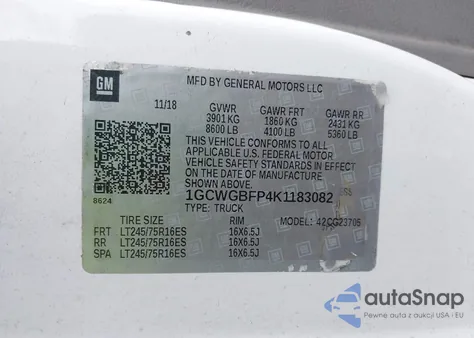 GM
MFD BY GENERAL MOTORS LLC
11/18 GVWR GAWR FRT GAWR RR
3901 KG 1860 KG 2431 KG
8600 LB 4100 LB 5360 LB
THIS VEHICLE CONFORMS TO ALL
APPLICABLE U.S. FEDERAL MOTOR
VEHICLE SAFETY STANDARDS IN EFFECT
ON THE DATE OF MANUFACTURE
SHOWN ABOVE.
8624 1GCWGBFP4K1183082
TYPE: TRUCK MODEL: 42CG23706
TIRE SIZE RIM
FRT LT245/75R16ES 16X6.5J
RR LT245/75R16ES 16X6.5J
SPA LT245/75R16ES 16X6.5J
autoSnap
Pewne auta z aukcji USA i EU